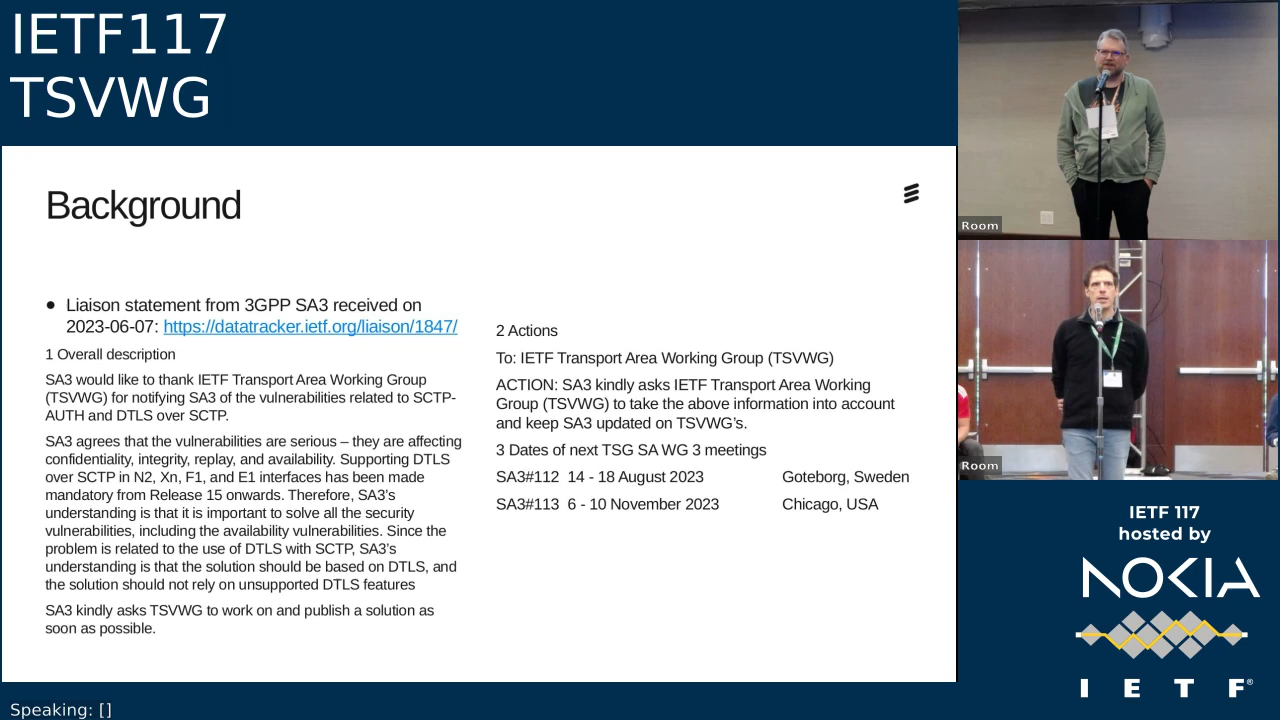 IETF117
TSVWG
Background
● Liaison statement from 3GPP SA3 received on
2023-06-07: https://datatracker.ietf.org/liaison/1847/
1 Overall description
SA3 would like to thank IETF Transport Area Working Group
(TSVWG) for notifying SA3 of the vulnerabilities related to SCTP-
AUTH and DTLS over SCTP.
SA3 agrees that the vulnerabilities are serious – they are affecting
confidentiality, integrity, replay, and availability. Supporting DTLS
over SCTP in N2, Xn, F1, and E1 interfaces has been made
mandatory from Release 15 onwards. Therefore, SA3's
understanding is that it is important to solve all the security
vulnerabilities, including the availability vulnerabilities. Since the
problem is related to the use of DTLS with SCTP, SA3's
understanding is that the solution should be based on DTLS, and
the solution should not rely on unsupported DTLS features
SA3 kindly asks TSVWG to work on and publish a solution as
soon as possible.
2 Actions
To: IETF Transport Area Working Group (TSVWG)
ACTION: SA3 kindly asks IETF Transport Area Working
Group (TSVWG) to take the above information into account
and keep SA3 updated on TSVWG's.
3 Dates of next TSG SA WG 3 meetings
SA3#112 14 - 18 August 2023 Goteborg, Sweden
SA3#113 6 - 10 November 2023 Chicago, USA
Room
Room
IETF 117
hosted by
NOKIA
I E T F®
Speaking: []